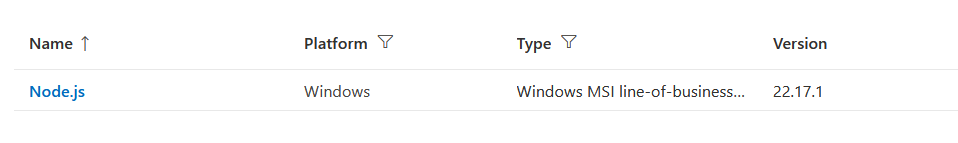 Name ↑ Platform Type Version
Node.js Windows Windows MSI line-of-business... 22.17.1